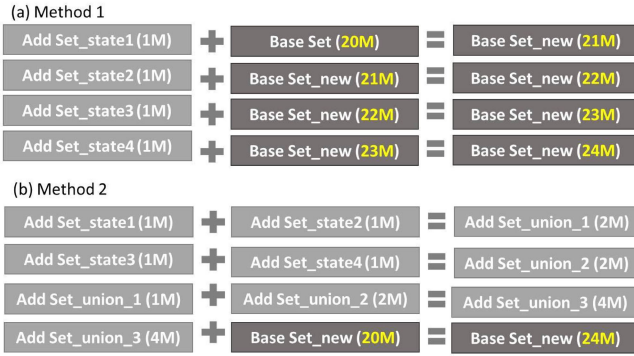 (a) Method 1
Add Set_state1 (1M) + Base Set (20M) = Base Set_new (21M)
Add Set_state2 (1M) + Base Set_new (21M) = Base Set_new (22M)
Add Set_state3 (1M) + Base Set_new (22M) = Base Set_new (23M)
Add Set_state4 (1M) + Base Set_new (23M) = Base Set_new (24M)
(b) Method 2
Add Set_state1 (1M) + Add Set_state2 (1M) = Add Set_union_1 (2M)
Add Set_state3 (1M) + Add Set_state4 (1M) = Add Set_union_2 (2M)
Add Set_union_1 (1M) + Add Set_union_2 (2M) = Add Set_union_3 (4M)
Add Set_union_3 (4M) + Base Set_new (20M) = Base Set_new (24M)